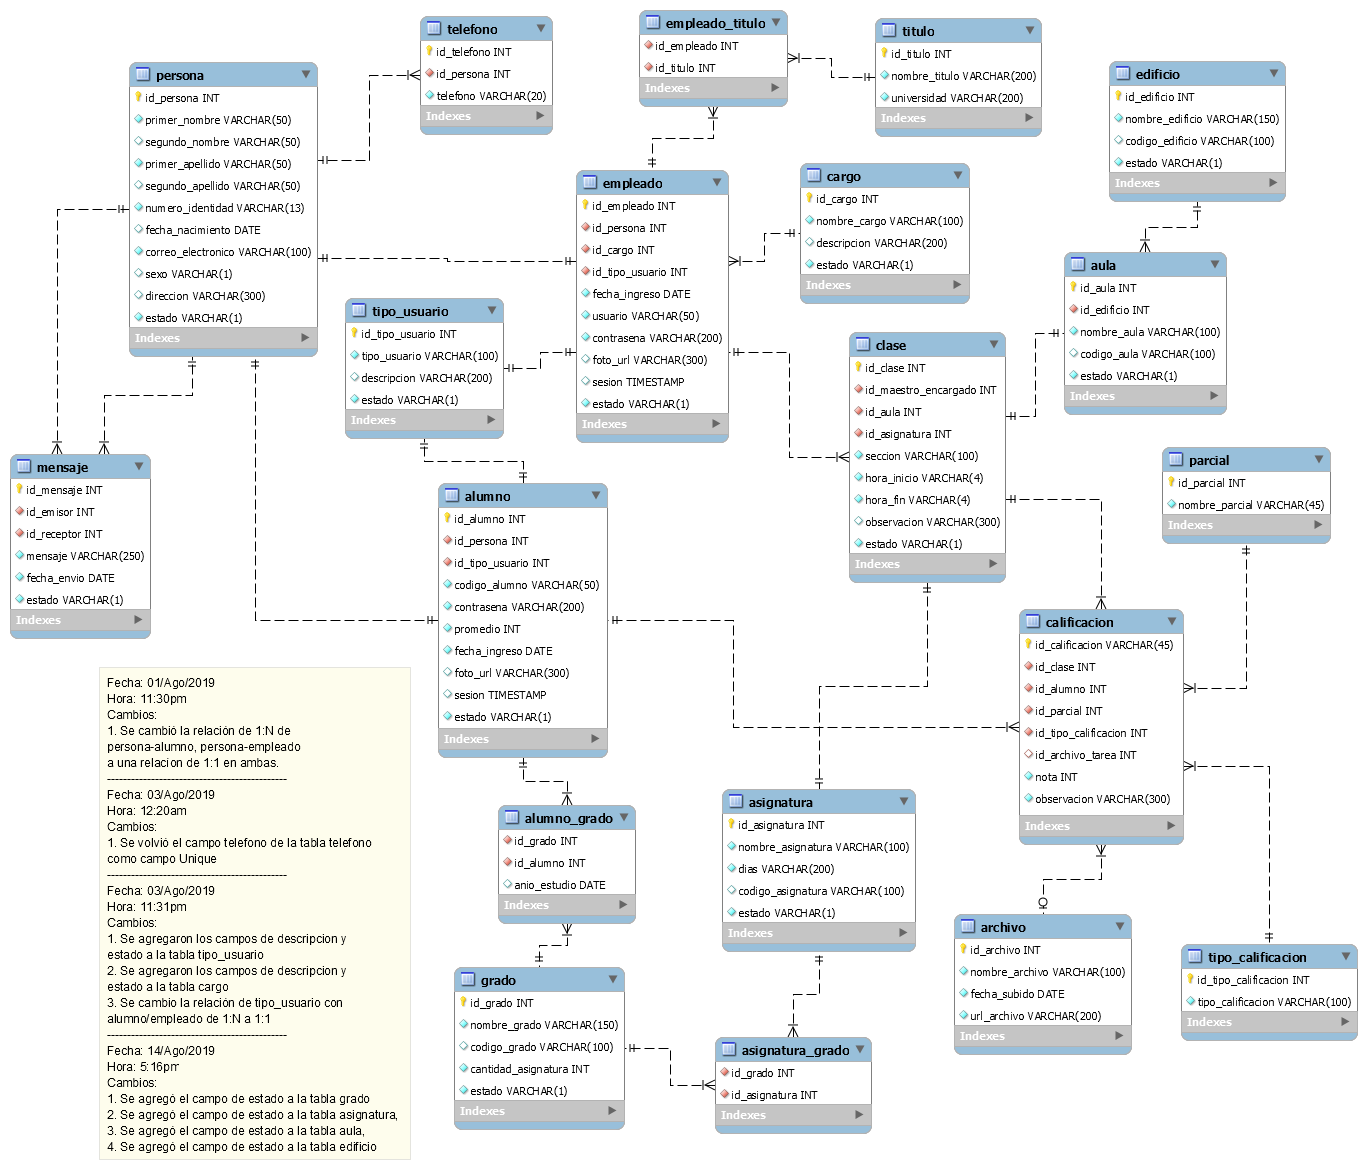 telefono
id_telefono INT
id_persona INT
telefono VARCHAR(20)
Indexes
empleado_titulo
id_empleado INT
id_titulo INT
Indexes
titulo
id_titulo INT
nombre_titulo VARCHAR(200)
universidad VARCHAR(200)
Indexes
persona
id_persona INT
primer_nombre VARCHAR(50)
segundo_nombre VARCHAR(50)
primer_apellido VARCHAR(50)
segundo_apellido VARCHAR(50)
numero_identidad VARCHAR(13)
fecha_nacimiento DATE
correo_electronico VARCHAR(100)
sexo VARCHAR(1)
direccion VARCHAR(300)
estado VARCHAR(1)
Indexes
edificio
id_edificio INT
nombre_edificio VARCHAR(150)
codigo_edificio VARCHAR(100)
estado VARCHAR(1)
Indexes
empleado
id_empleado INT
id_persona INT
id_cargo INT
id_tipo_usuario INT
fecha_ingreso DATE
usuario VARCHAR(50)
contrasena VARCHAR(200)
foto_url VARCHAR(300)
sesion TIMESTAMP
estado VARCHAR(1)
Indexes
cargo
id_cargo INT
nombre_cargo VARCHAR(100)
descripcion VARCHAR(200)
estado VARCHAR(1)
Indexes
aula
id_aula INT
id_edificio INT
nombre_aula VARCHAR(100)
codigo_aula VARCHAR(100)
estado VARCHAR(1)
Indexes
tipo_usuario
id_tipo_usuario INT
tipo_usuario VARCHAR(100)
descripcion VARCHAR(200)
estado VARCHAR(1)
Indexes
clase
id_clase INT
id_maestro_encargado INT
id_aula INT
id_asignatura INT
seccion VARCHAR(100)
hora_inicio VARCHAR(4)
hora_fin VARCHAR(4)
observacion VARCHAR(300)
estado VARCHAR(1)
Indexes
mensaje
id_mensaje INT
id_emisor INT
id_receptor INT
mensaje VARCHAR(250)
fecha_envio DATE
estado VARCHAR(1)
Indexes
alumno
id_alumno INT
id_persona INT
id_tipo_usuario INT
codigo_alumno VARCHAR(50)
contrasena VARCHAR(200)
promedio INT
fecha_ingreso DATE
foto_url VARCHAR(300)
sesion TIMESTAMP
estado VARCHAR(1)
Indexes
parcial
id_parcial INT
nombre_parcial VARCHAR(45)
Indexes
calificacion
id_calificacion VARCHAR(45)
id_clase INT
id_alumno INT
id_parcial INT
id_tipo_calificacion INT
id_archivo_tarea INT
nota INT
observacion VARCHAR(300)
Indexes
Fecha: 01/Ago/2019
Hora: 11:30pm
Cambios:
1. Se cambió la relación de 1:N de
persona-alumno, persona-empleado
a una relacion de 1:1 en ambas.
---------------------------------------------
Fecha: 03/Ago/2019
Hora: 12:20am
Cambios:
1. Se volvió el campo telefono de la tabla telefono
como campo Unique
---------------------------------------------
Fecha: 03/Ago/2019
Hora: 11:31pm
Cambios:
1. Se agregaron los campos de descripcion y
estado a la tabla tipo_usuario
2. Se agregaron los campos de descripcion y
estado a la tabla cargo
3. Se cambio la relación de tipo_usuario con
alumno/empleado de 1:N a 1:1
---------------------------------------------
Fecha: 14/Ago/2019
Hora: 5:16pm
Cambios:
1. Se agregó el campo de estado a la tabla grado
2. Se agregó el campo de estado a la tabla asignatura,
3. Se agregó el campo de estado a la tabla aula,
4. Se agregó el campo de estado a la tabla edificio
alumno_grado
id_grado INT
id_alumno INT
anio_estudio DATE
Indexes
asignatura
id_asignatura INT
nombre_asignatura VARCHAR(100)
dias VARCHAR(200)
codigo_asignatura VARCHAR(100)
estado VARCHAR(1)
Indexes
grado
id_grado INT
nombre_grado VARCHAR(150)
codigo_grado VARCHAR(100)
cantidad_asignatura INT
estado VARCHAR(1)
Indexes
asignatura_grado
id_grado INT
id_asignatura INT
Indexes
archivo
id_archivo INT
nombre_archivo VARCHAR(100)
fecha_subido DATE
url_archivo VARCHAR(200)
Indexes
tipo_calificacion
id_tipo_calificacion INT
tipo_calificacion VARCHAR(100)
Indexes